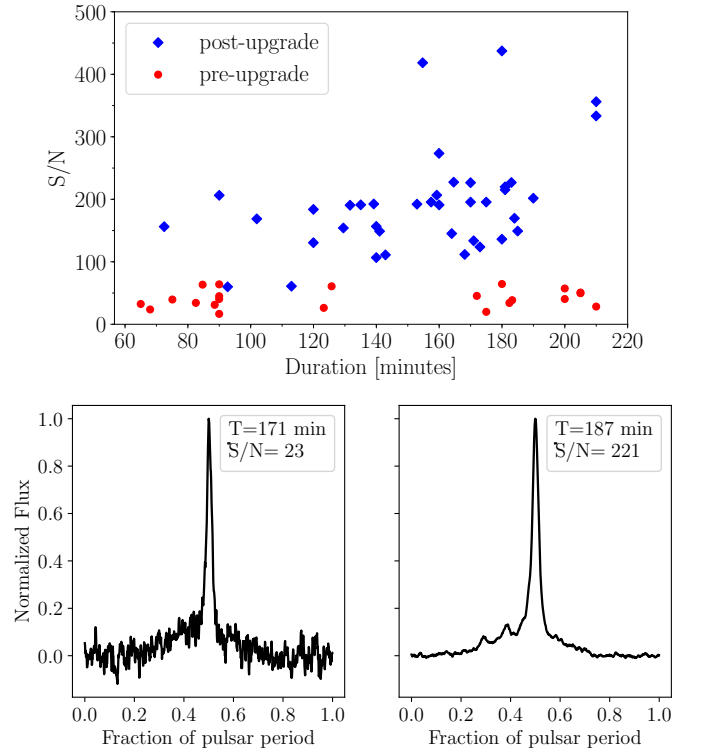 500
400
300
200
100
0
S/N
post-upgrade
pre-upgrade
60 80 100 120 140 160 180 200 220
Duration [minutes]
1.0
0.8
0.6
0.4
0.2
0.0
Normalized Flux
T=171 min
S/N= 23
0.0 0.2 0.4 0.6 0.8 1.0
Fraction of pulsar period
T=187 min
S/N= 221
0.0 0.2 0.4 0.6 0.8 1.0
Fraction of pulsar period